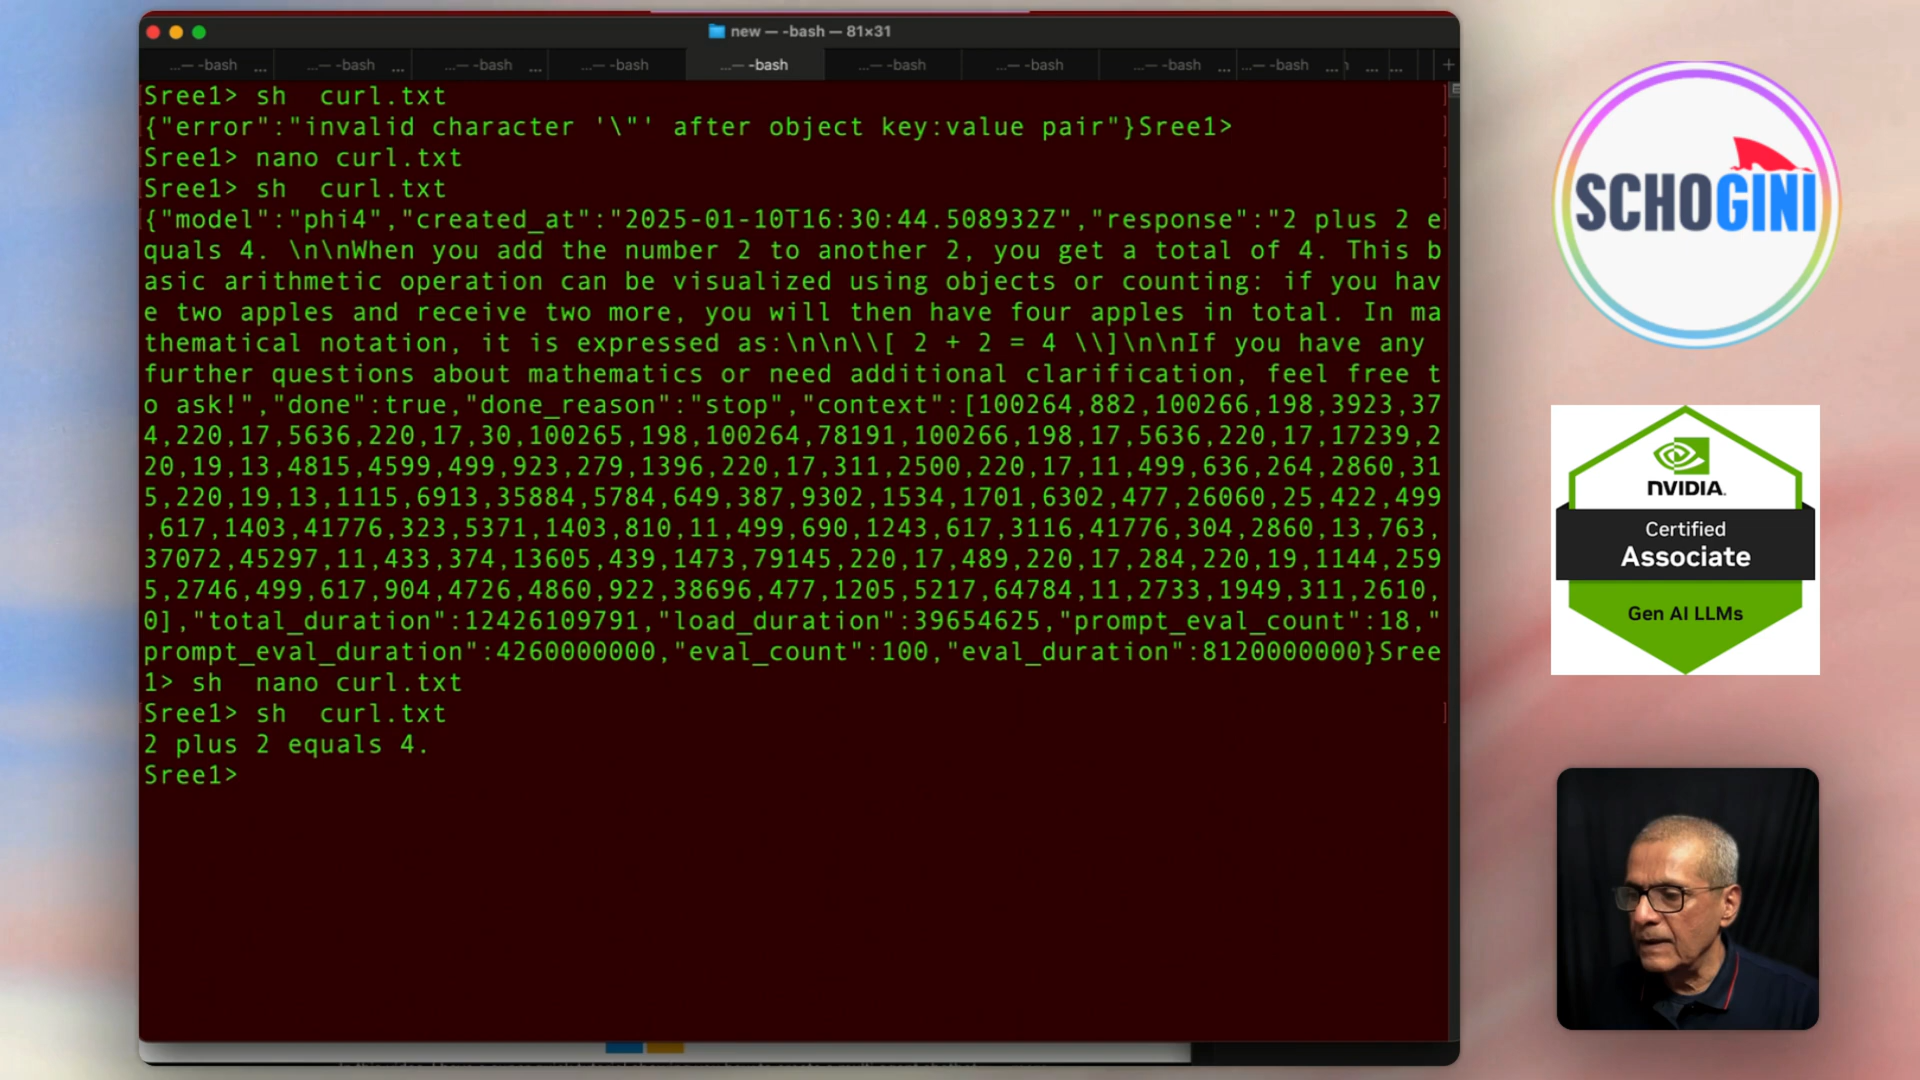 new — -bash — 81×31
...— -bash ... ...— -bash ... ...— -bash ... ...— -bash ...— -bash ...— -bash ...— -bash ...— -bash ... ...— -bash ... ... ... +
Sree1> sh  curl.txt
{"error":"invalid character '\"' after object key:value pair"}Sree1>
Sree1> nano curl.txt
Sree1> sh  curl.txt
{"model":"phi4","created_at":"2025-01-10T16:30:44.508932Z","response":"2 plus 2 e
quals 4. \n\nWhen you add the number 2 to another 2, you get a total of 4. This b
asic arithmetic operation can be visualized using objects or counting: if you hav
e two apples and receive two more, you will then have four apples in total. In ma
thematical notation, it is expressed as:\n\n\\[ 2 + 2 = 4 \\]\n\nIf you have any
further questions about mathematics or need additional clarification, feel free t
o ask!","done":true,"done_reason":"stop","context":[100264,882,100266,198,3923,37
4,220,17,5636,220,17,30,100265,198,100264,78191,100266,198,17,5636,220,17,17239,2
20,19,13,4815,4599,499,923,279,1396,220,17,311,2500,220,17,11,499,636,264,2860,31
5,220,19,13,1115,6913,35884,5784,649,387,9302,1534,1701,6302,477,26060,25,422,499
,617,1403,41776,323,5371,1403,810,11,499,690,1243,617,3116,41776,304,2860,13,763,
37072,45297,11,433,374,13605,439,1473,79145,220,17,489,220,17,284,220,19,1144,259
5,2746,499,617,904,4726,4860,922,38696,477,1205,5217,64784,11,2733,1949,311,2610,
0],"total_duration":12426109791,"load_duration":39654625,"prompt_eval_count":18,"
prompt_eval_duration":4260000000,"eval_count":100,"eval_duration":8120000000}Sree
1> sh  nano curl.txt
Sree1> sh  curl.txt
2 plus 2 equals 4.
Sree1>
SCHOGINI
NVIDIA.
Certified
Associate
Gen AI LLMs